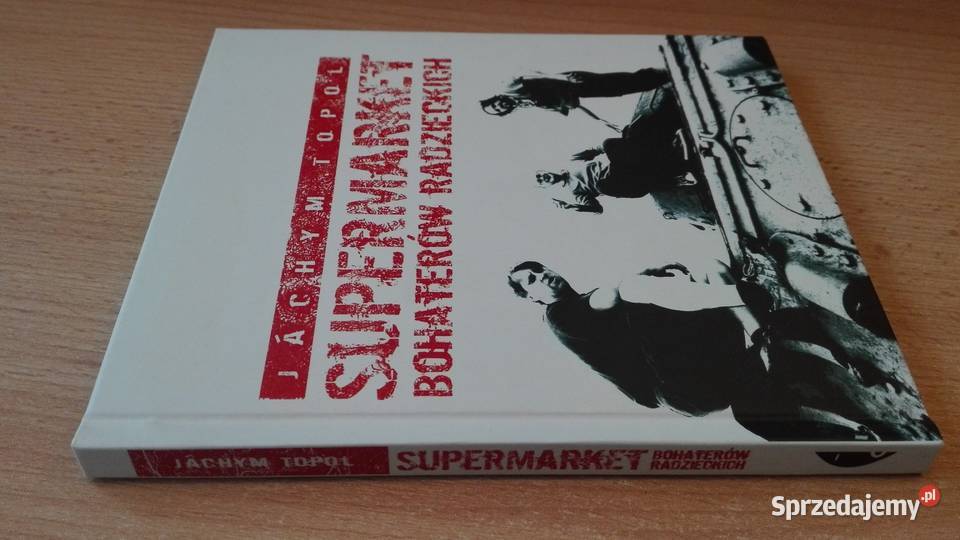 JÁCHYM TOPOL
SUPERMARKET
BOHATERÓW RADZIECKICH
JÁCHYM TOPOL
SUPERMARKET
BOHATERÓW
RADZIECKICH
Sprzedajemy.pl